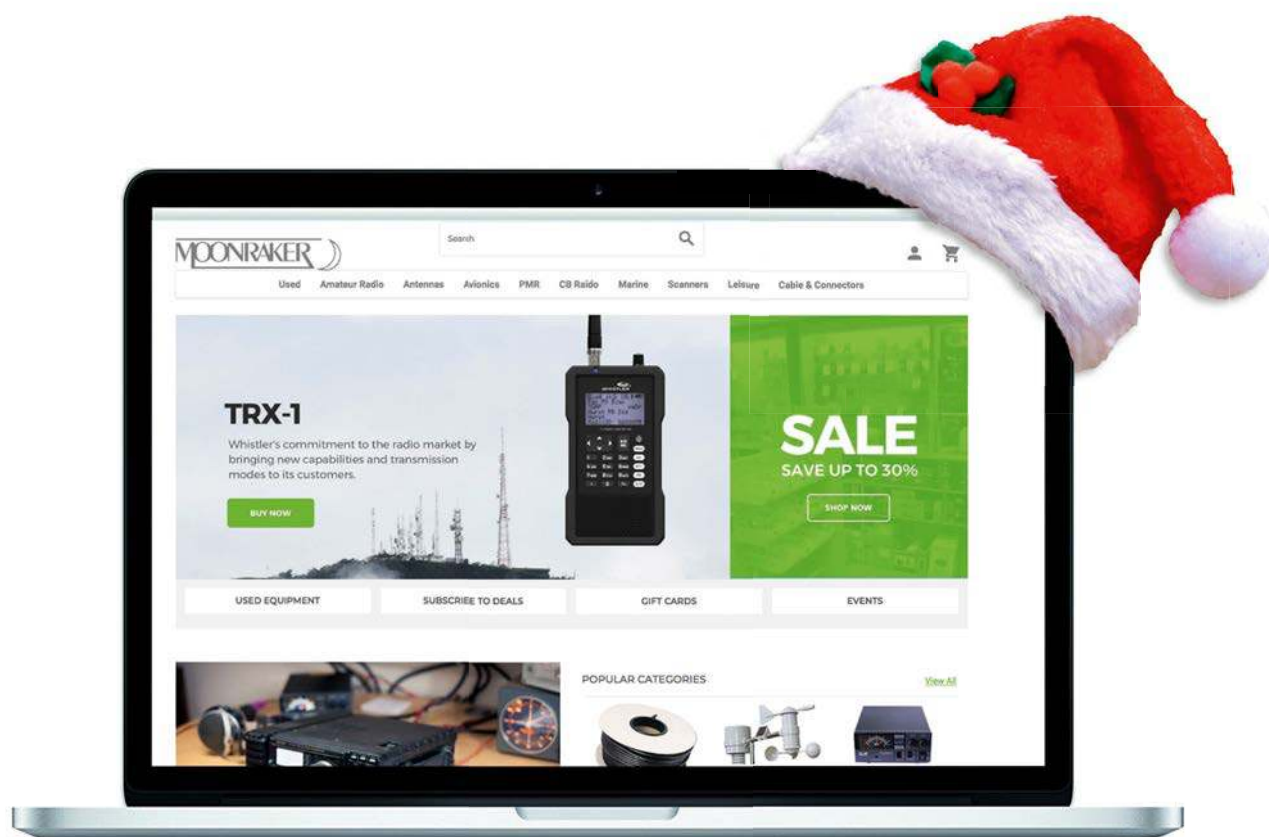 MOONRAKER
Search
Used Amateur Radio Antennas Avionics PMR CB Raido Marine Scanners Leisure Cable & Connectors
TRX-1
Whistler's commitment to the radio market by
bringing new capabilities and transmission
modes to its customers.
BUY NOW
WHISTLER
SALE
SAVE UP TO 30%
SHOP NOW
USED EQUIPMENT SUBSCRIEE TO DEALS GIFT CARDS EVENTS
POPULAR CATEGORIES View All